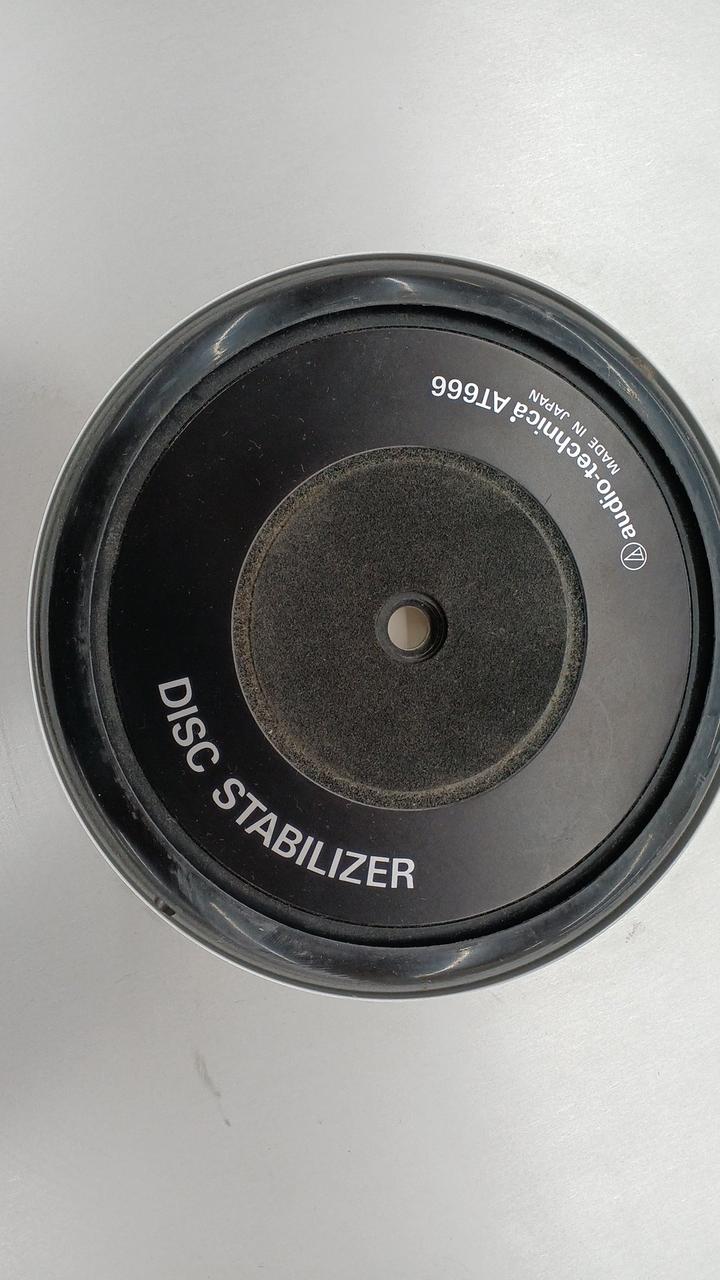 audio-technica AT666
MADE IN JAPAN
DISC STABILIZER